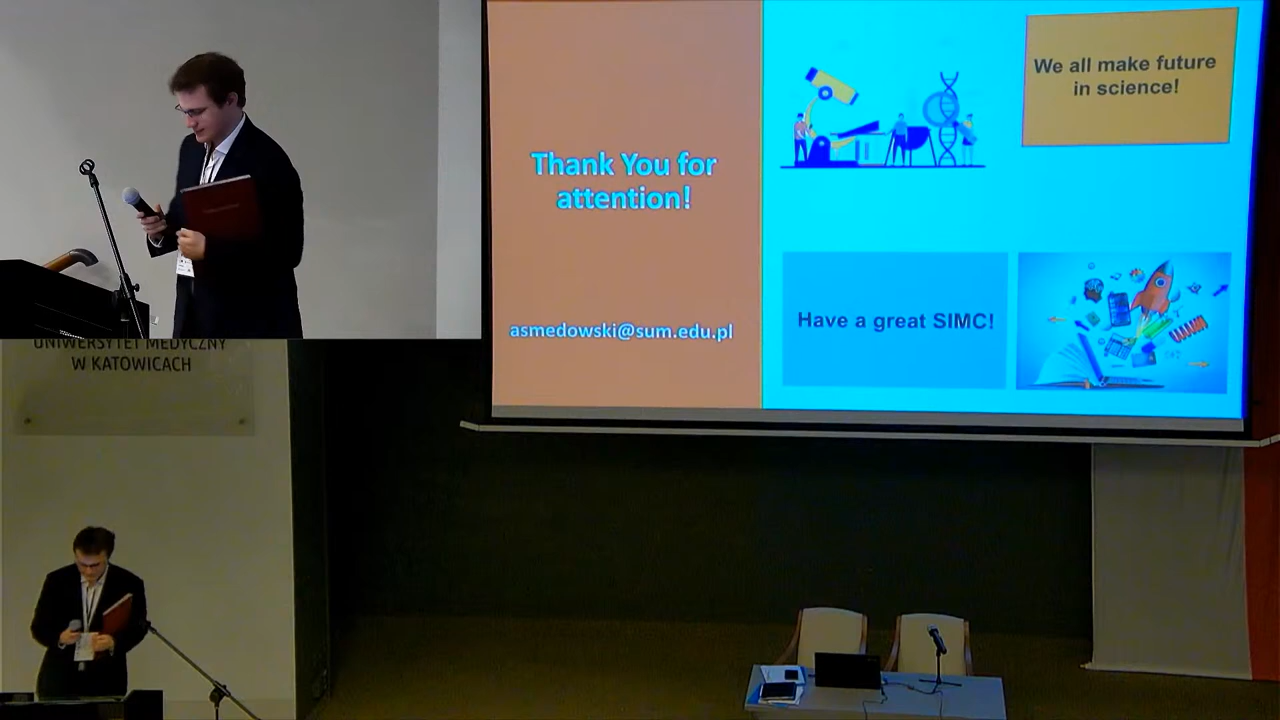 Thank You for
attention!
asmedowski@sum.edu.pl
We all make future
in science!
Have a great SIMC!
UNIWERSYTET MEDYCZNY
W KATOWICACH